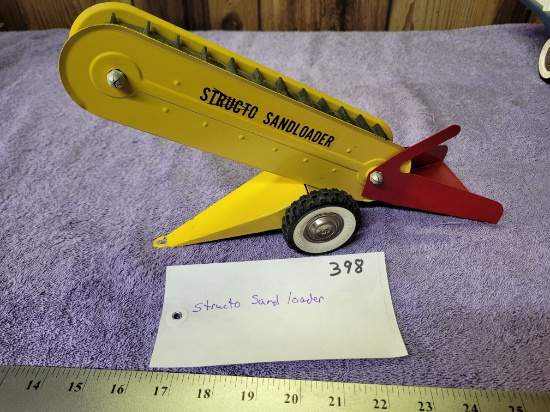 STRUCTO SANDLOADER
398
Structo Sand loader
14 15 16 17 18 19 20 21 22 23 24 25